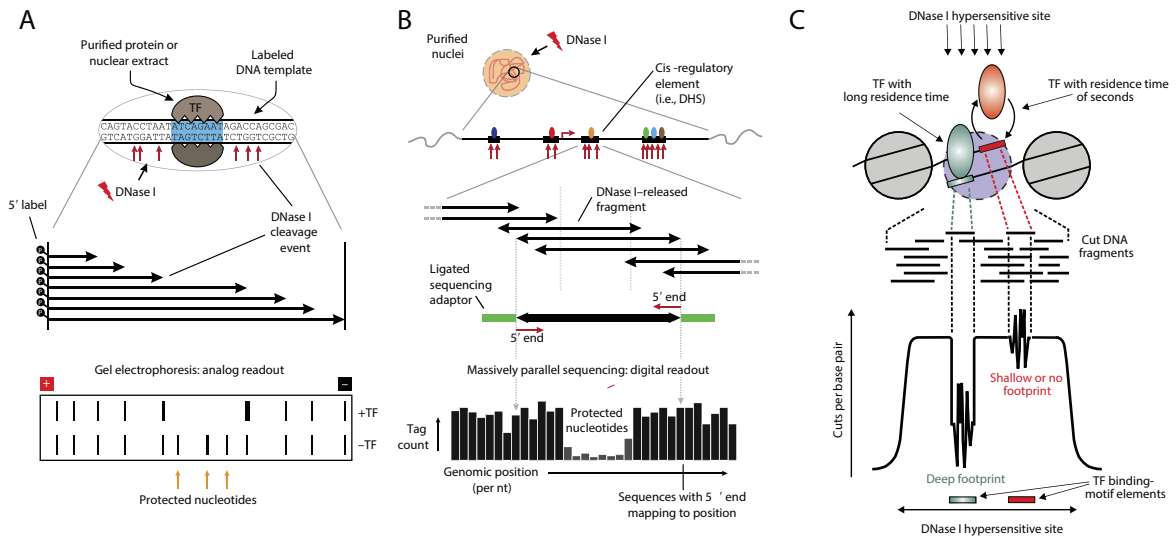 A
Purified protein or
nuclear extract
Labeled
DNA template
TF
CAGTACCTAATATCAGAATAGACCAGCGAC
GTCATGGATTATAGTCTTATCTGGTCGCTG
DNase I
5′ label
DNase I
cleavage
event
P
P
P
P
P
P
P
Gel electrophoresis: analog readout
+
–
+TF
–TF
Protected nucleotides
B
Purified
nuclei
DNase I
Cis -regulatory
element
(i.e., DHS)
DNase I–released
fragment
Ligated
sequencing
adaptor
5′ end
5′ end
Massively parallel sequencing: digital readout
Tag
count
Protected
nucleotides
Genomic position
(per nt)
Sequences with 5 ′ end
mapping to position
C
DNase I hypersensitive site
TF with
long residence time
TF with residence time
of seconds
Cut DNA
fragments
Cuts per base pair
Shallow or no
footprint
Deep footprint
TF binding-
motif elements
DNase I hypersensitive site